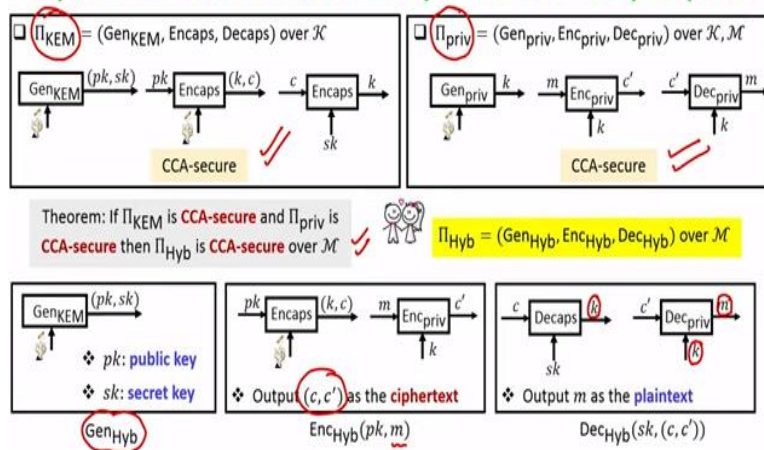 ❑ Π_KEM = (Gen_KEM, Encaps, Decaps) over 𝒦
Gen_KEM (pk, sk) pk Encaps (k, c) c Encaps k
sk
CCA-secure
❑ Π_priv = (Gen_priv, Enc_priv, Dec_priv) over 𝒦, ℳ
Gen_priv k m Enc_priv c′ c′ Dec_priv m
k k
CCA-secure
Theorem: If Π_KEM is CCA-secure and Π_priv is
CCA-secure then Π_Hyb is CCA-secure over ℳ
Π_Hyb = (Gen_Hyb, Enc_Hyb, Dec_Hyb) over ℳ
Gen_KEM (pk, sk)
❖ pk: public key
❖ sk: secret key
Gen_Hyb
pk Encaps (k, c) m Enc_priv c′
k
❖ Output (c, c′) as the ciphertext
Enc_Hyb(pk, m)
c Decaps k c′ Dec_priv m
sk k
❖ Output m as the plaintext
Dec_Hyb(sk, (c, c′))